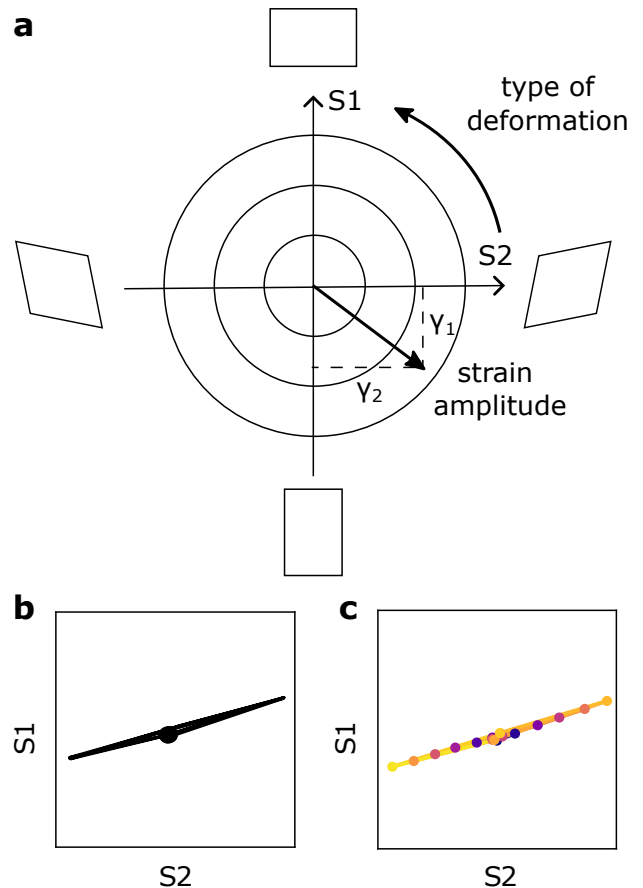 a
S1
type of
deformation
S2
γ₁
γ₂
strain
amplitude
b
c
S1
S1
S2
S2